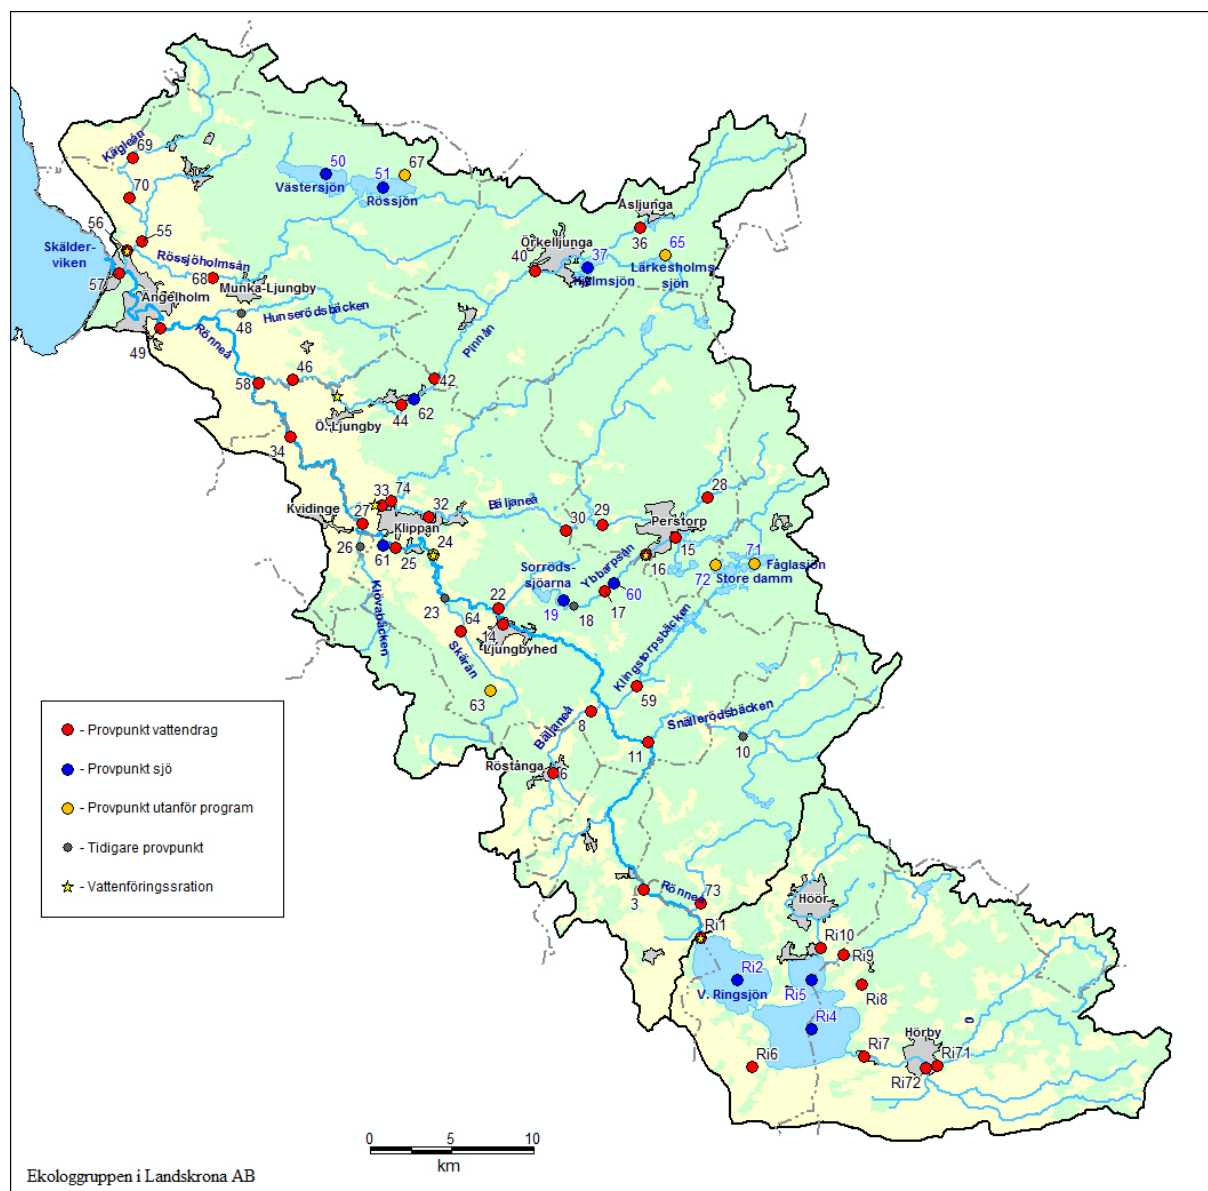 69
Kägleån
70
50
51
67
Västersjön
Rössjön
56
55
Skälder-
viken
Rössjöholmsån
57
68
Munka-Ljungby
Ängelholm
Hunserödsbäcken
48
49
Rönneå
Åsljunga
36
Örkelljunga
65
40
37
Hjälmsjön
Lärkesholms-
sjön
Pinnån
58
46
42
44
62
Ö. Ljungby
34
33
74
32
Bäljaneå
Kvidinge
27
Klippan
24
26
61
25
28
29
30
Perstorp
15
16
Ybbarpsån
71
Fåglasjön
72
Store damm
Sorröds-
sjöarna
60
19
18
17
Klövabäcken
23
22
64
14
Ljungbyhed
Skärån
63
Klingstorpsbäcken
59
8
Bäljaneå
Snällerödsbäcken
11
10
Röstånga
6
3
Rönneå
73
Ri1
Höör
Ri10
Ri9
Ri2
V. Ringsjön
Ri5
Ri8
Ri4
0
Hörby
Ri6
Ri7
Ri71
Ri72
- Provpunkt vattendrag
- Provpunkt sjö
- Provpunkt utanför program
- Tidigare provpunkt
- Vattenföringssration
0 5 10
km
Ekologgruppen i Landskrona AB